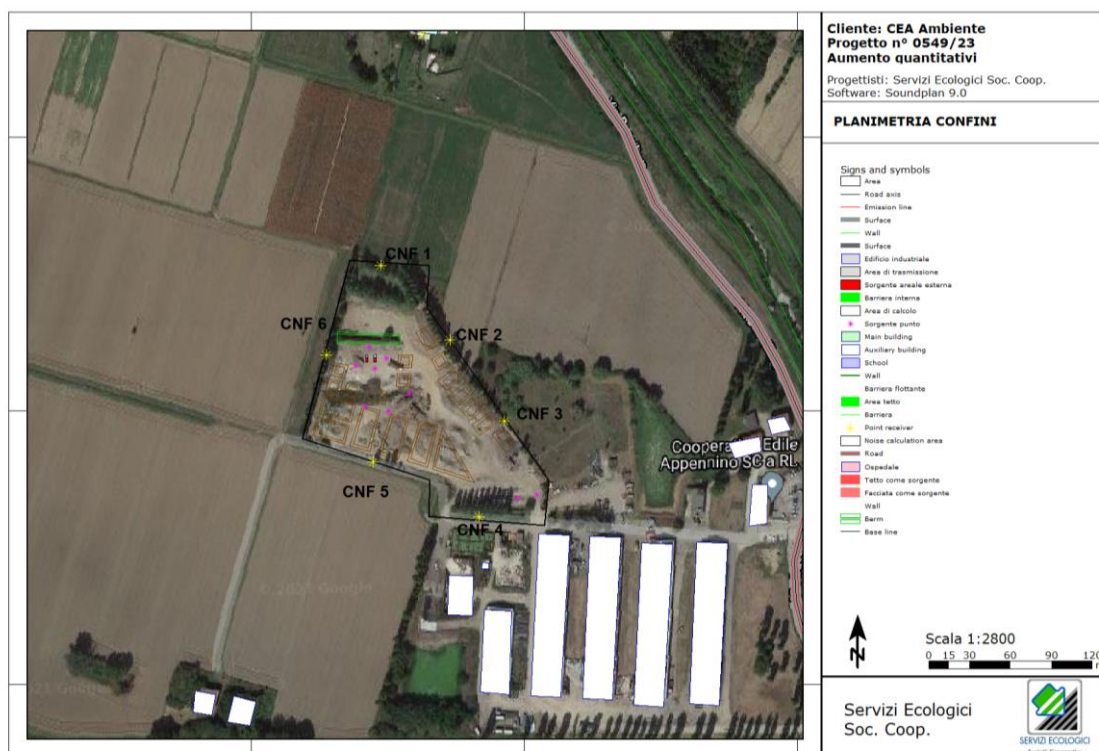 Cliente: CEA Ambiente
Progetto n° 0549/23
Aumento quantitativi
Progettisti: Servizi Ecologici Soc. Coop.
Software: Soundplan 9.0
PLANIMETRIA CONFINI
Signs and symbols
Area
Road axis
Emission line
Surface
Wall
Surface
Edificio industriale
Area di trasmissione
Sorgente areale esterna
Barriera interna
Area di calcolo
Sorgente punto
Main building
Auxiliary building
School
Wall
Barriera flottante
Area tetto
Barriera
Point receiver
Noise calculation area
Road
Ospedale
Tetto come sorgente
Facciata come sorgente
Wall
Berm
Base line
CNF 1
CNF 2
CNF 6
CNF 3
Edile
Appennino SC a RL
CNF 5
CNF 4
Scala 1:2800
0 15 30 60 90 120
Servizi Ecologici
Soc. Coop.
SERVIZI ECOLOGICI